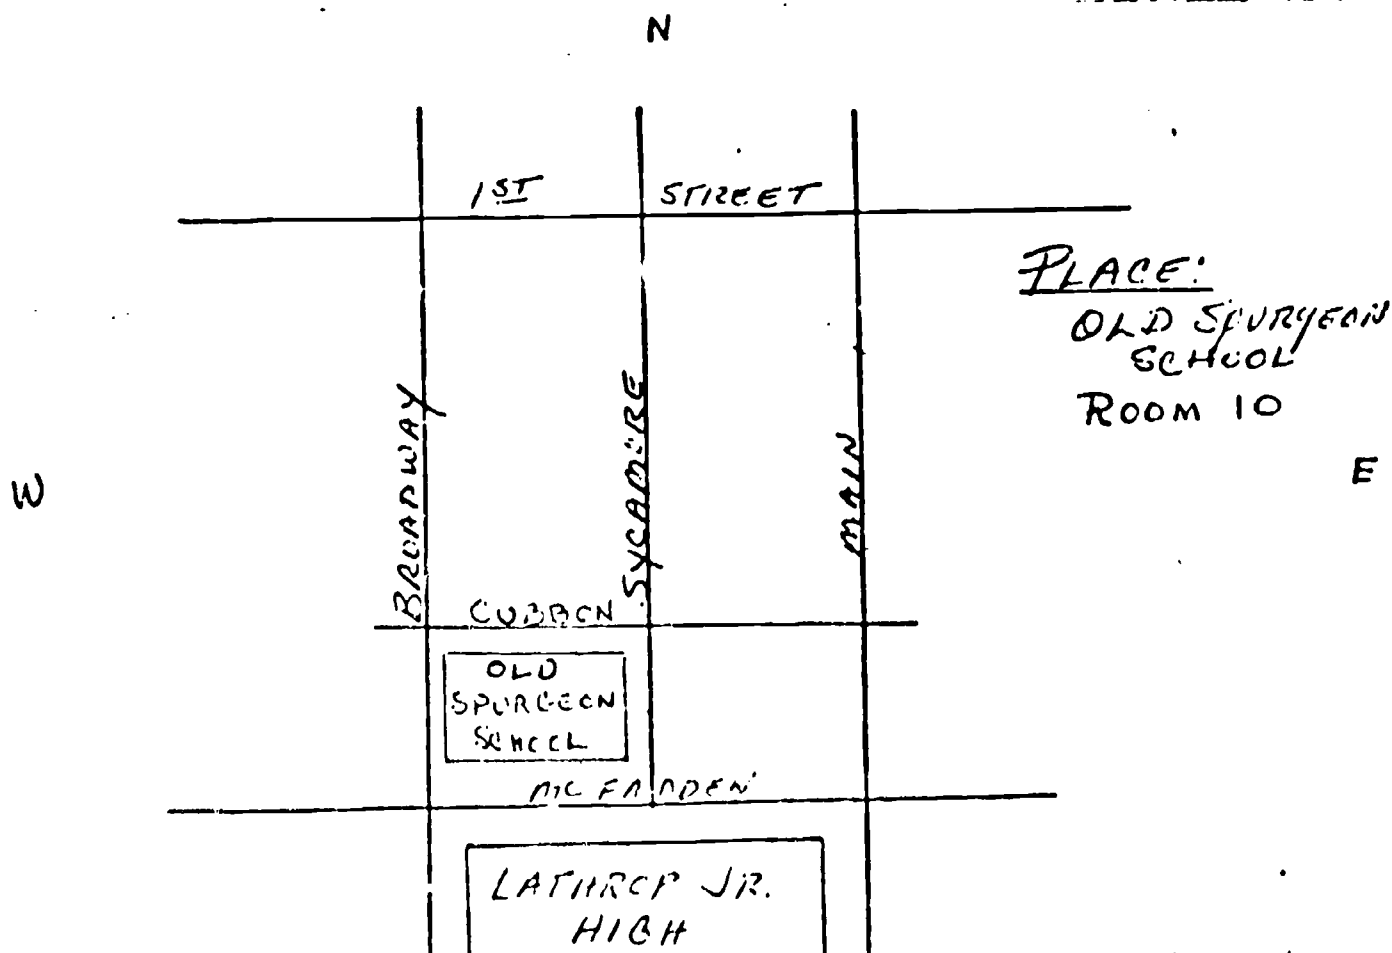 N
1ST STREET
PLACE:
OLD SPURGEON
SCHOOL
ROOM 10
W
E
BROADWAY
SYCAMORE
MAIN
CUBBON
OLD
SPURGEON
SCHOOL
MC FADDEN
LATHROP JR.
HIGH